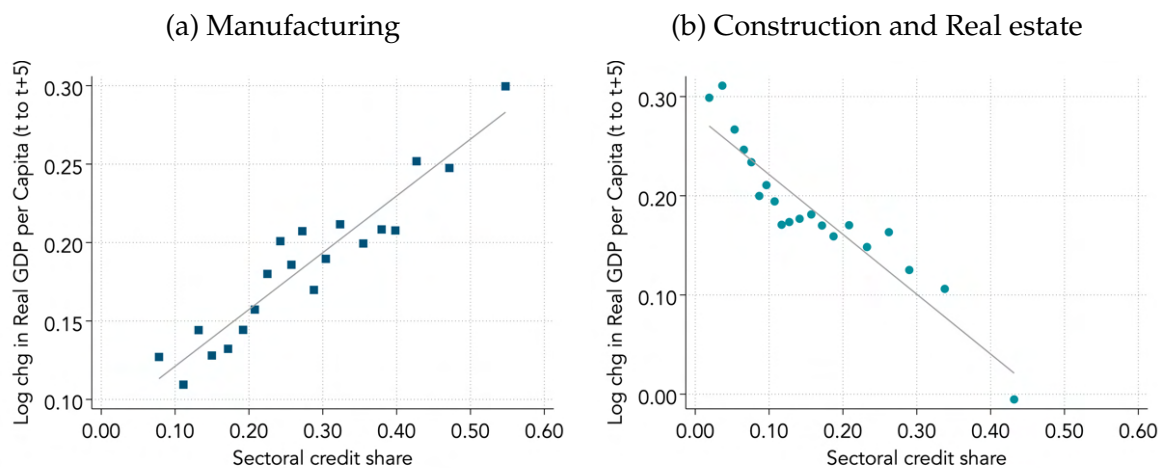 (a) Manufacturing
Log chg in Real GDP per Capita (t to t+5)
0.30
0.25
0.20
0.15
0.10
0.00 0.10 0.20 0.30 0.40 0.50 0.60
Sectoral credit share
(b) Construction and Real estate
Log chg in Real GDP per Capita (t to t+5)
0.30
0.20
0.10
0.00
0.00 0.10 0.20 0.30 0.40 0.50 0.60
Sectoral credit share